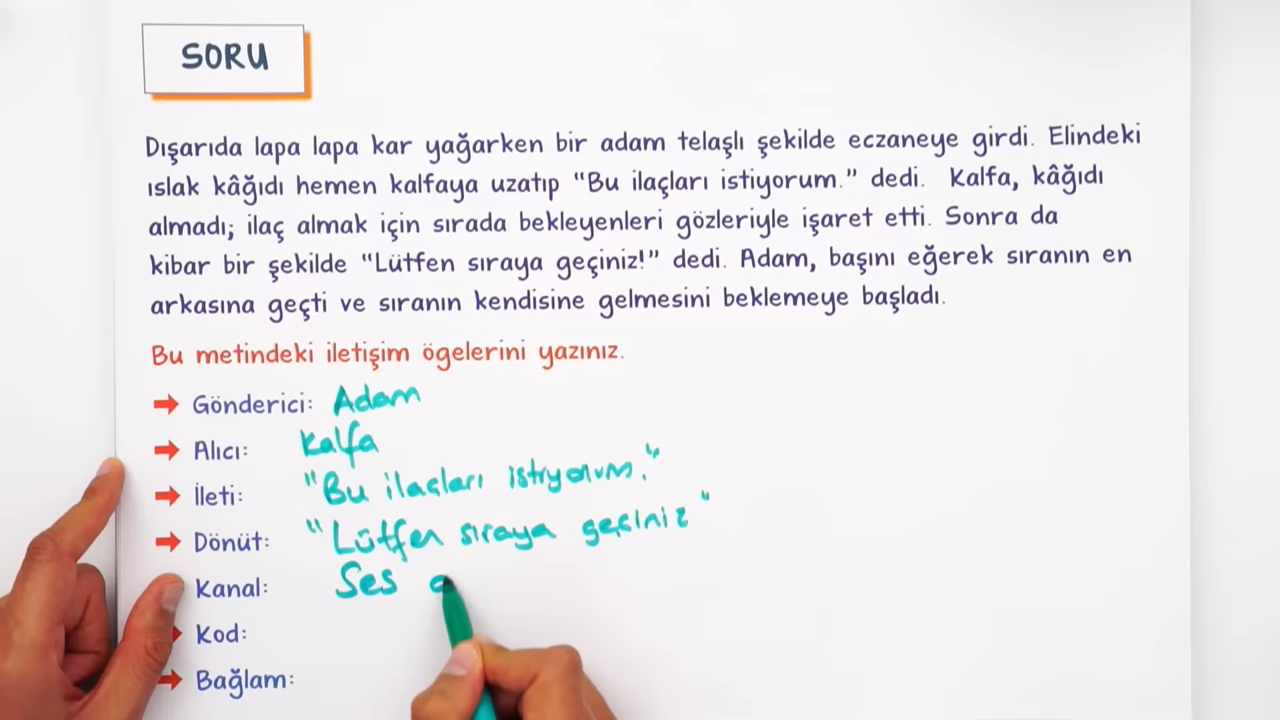 SORU
Dışarıda lapa lapa kar yağarken bir adam telaşlı şekilde eczaneye girdi. Elindeki
ıslak kâğıdı hemen kalfaya uzatıp "Bu ilaçları istiyorum." dedi. Kalfa, kâğıdı
almadı; ilaç almak için sırada bekleyenleri gözleriyle işaret etti. Sonra da
kibar bir şekilde "Lütfen sıraya geçiniz!" dedi. Adam, başını eğerek sıranın en
arkasına geçti ve sıranın kendisine gelmesini beklemeye başladı.
Bu metindeki iletişim ögelerini yazınız.
Gönderici: Adam
Alıcı: Kalfa
İleti: "Bu ilaçları istiyorum."
Dönüt: "Lütfen sıraya geçiniz"
Kanal: Ses
Kod:
Bağlam: